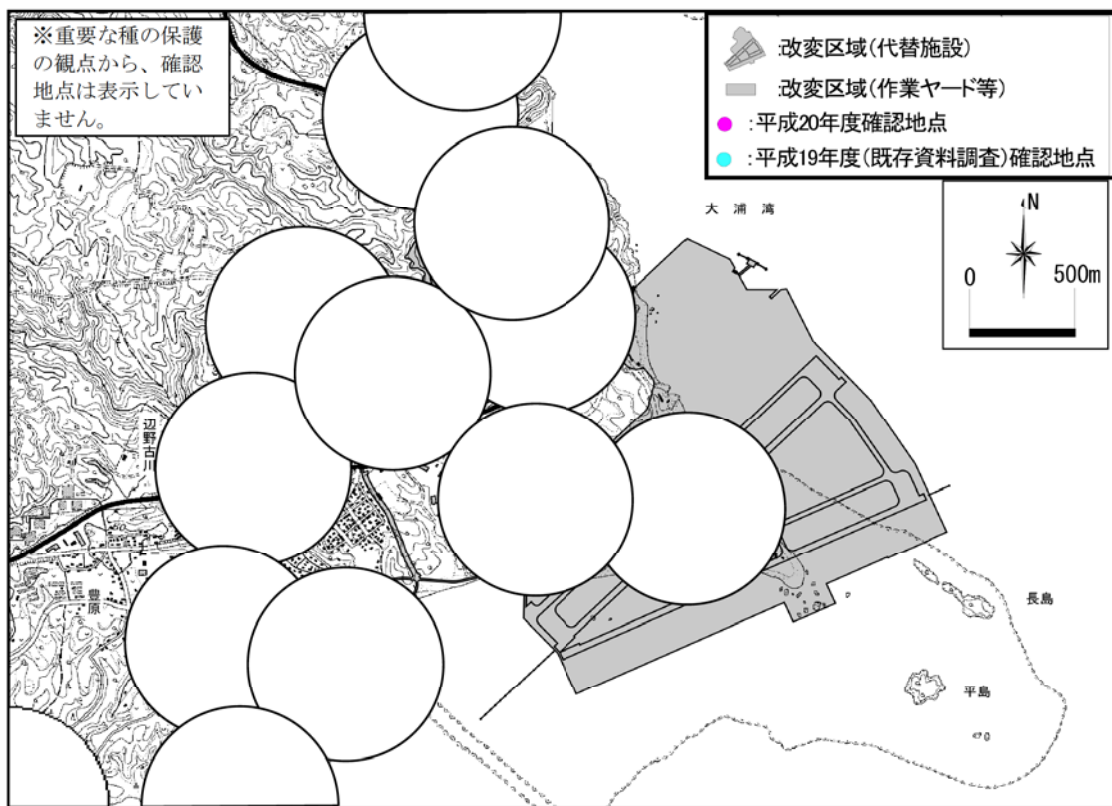 ※重要な種の保護
の観点から、確認
地点は表示してい
ません。
:改変区域(代替施設)
:改変区域(作業ヤード等)
:平成20年度確認地点
:平成19年度(既存資料調査)確認地点
大浦湾
N
0 500m
辺野古川
豊原
長島
平島